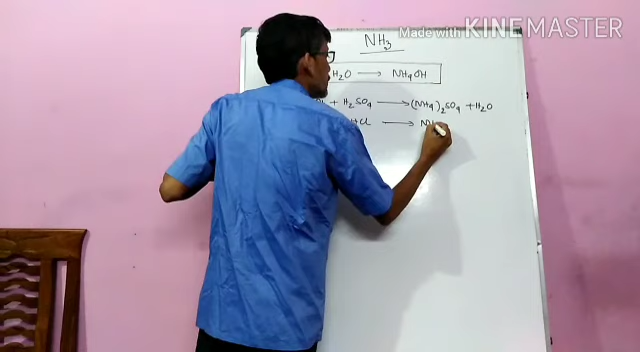 Made with KINEMASTER
NH₃
H₂O ⟶ NH₄OH
+ H₂SO₄ ⟶ (NH₄)₂SO₄ + H₂O
HCl ⟶ NH